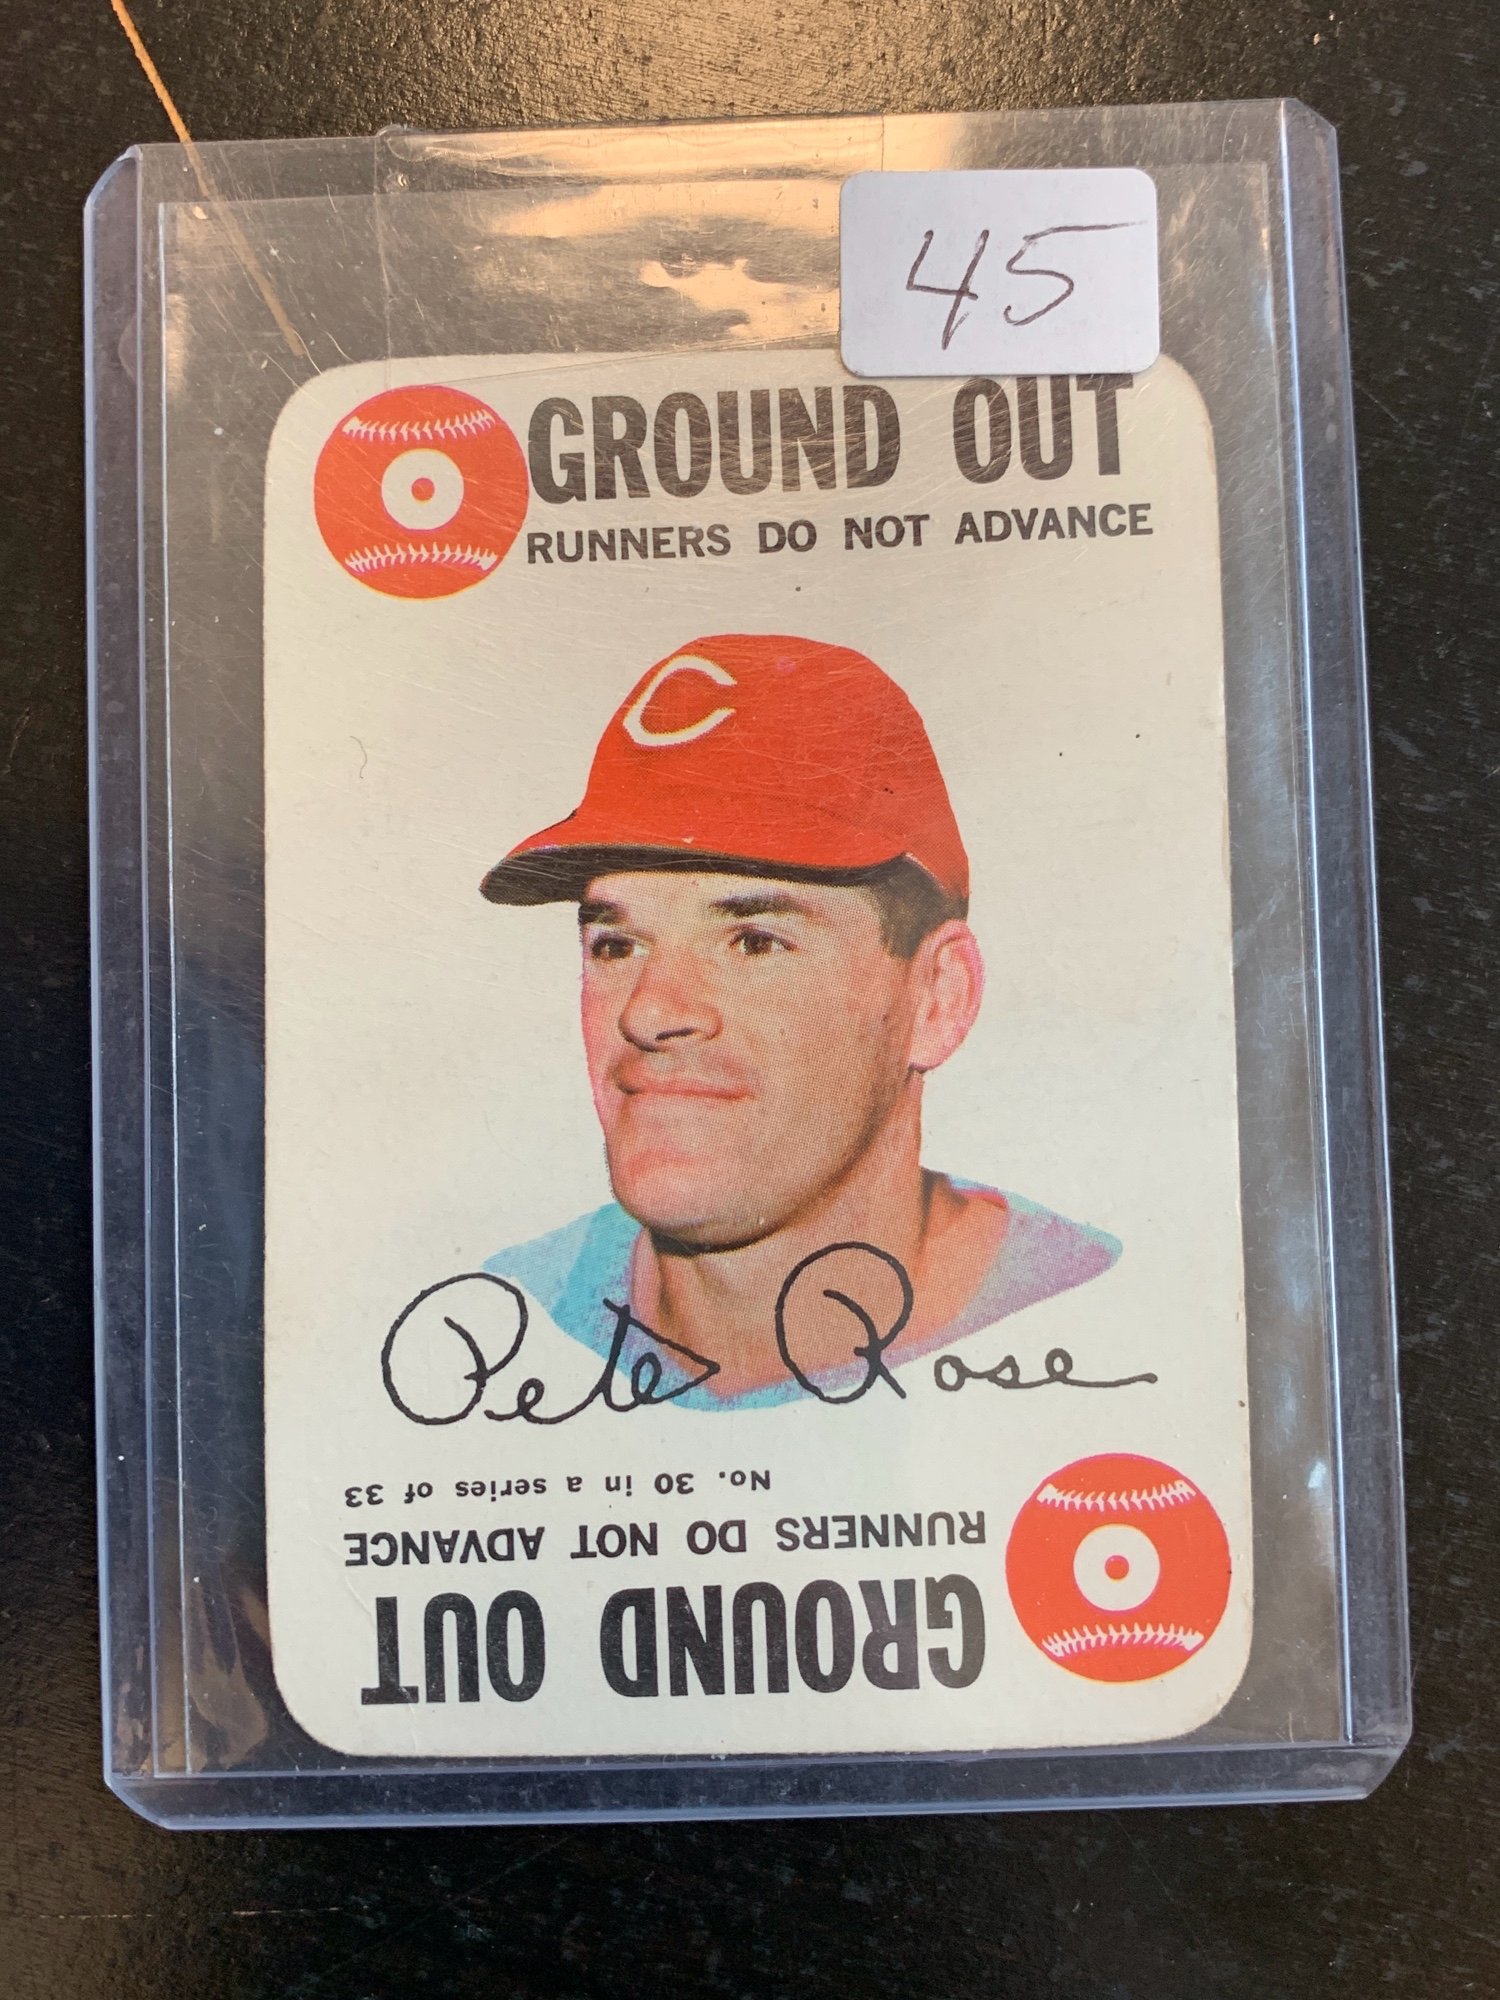 45
GROUND OUT
RUNNERS DO NOT ADVANCE
C
Pete Rose
No. 30 in a series of 33
RUNNERS DO NOT ADVANCE
GROUND OUT